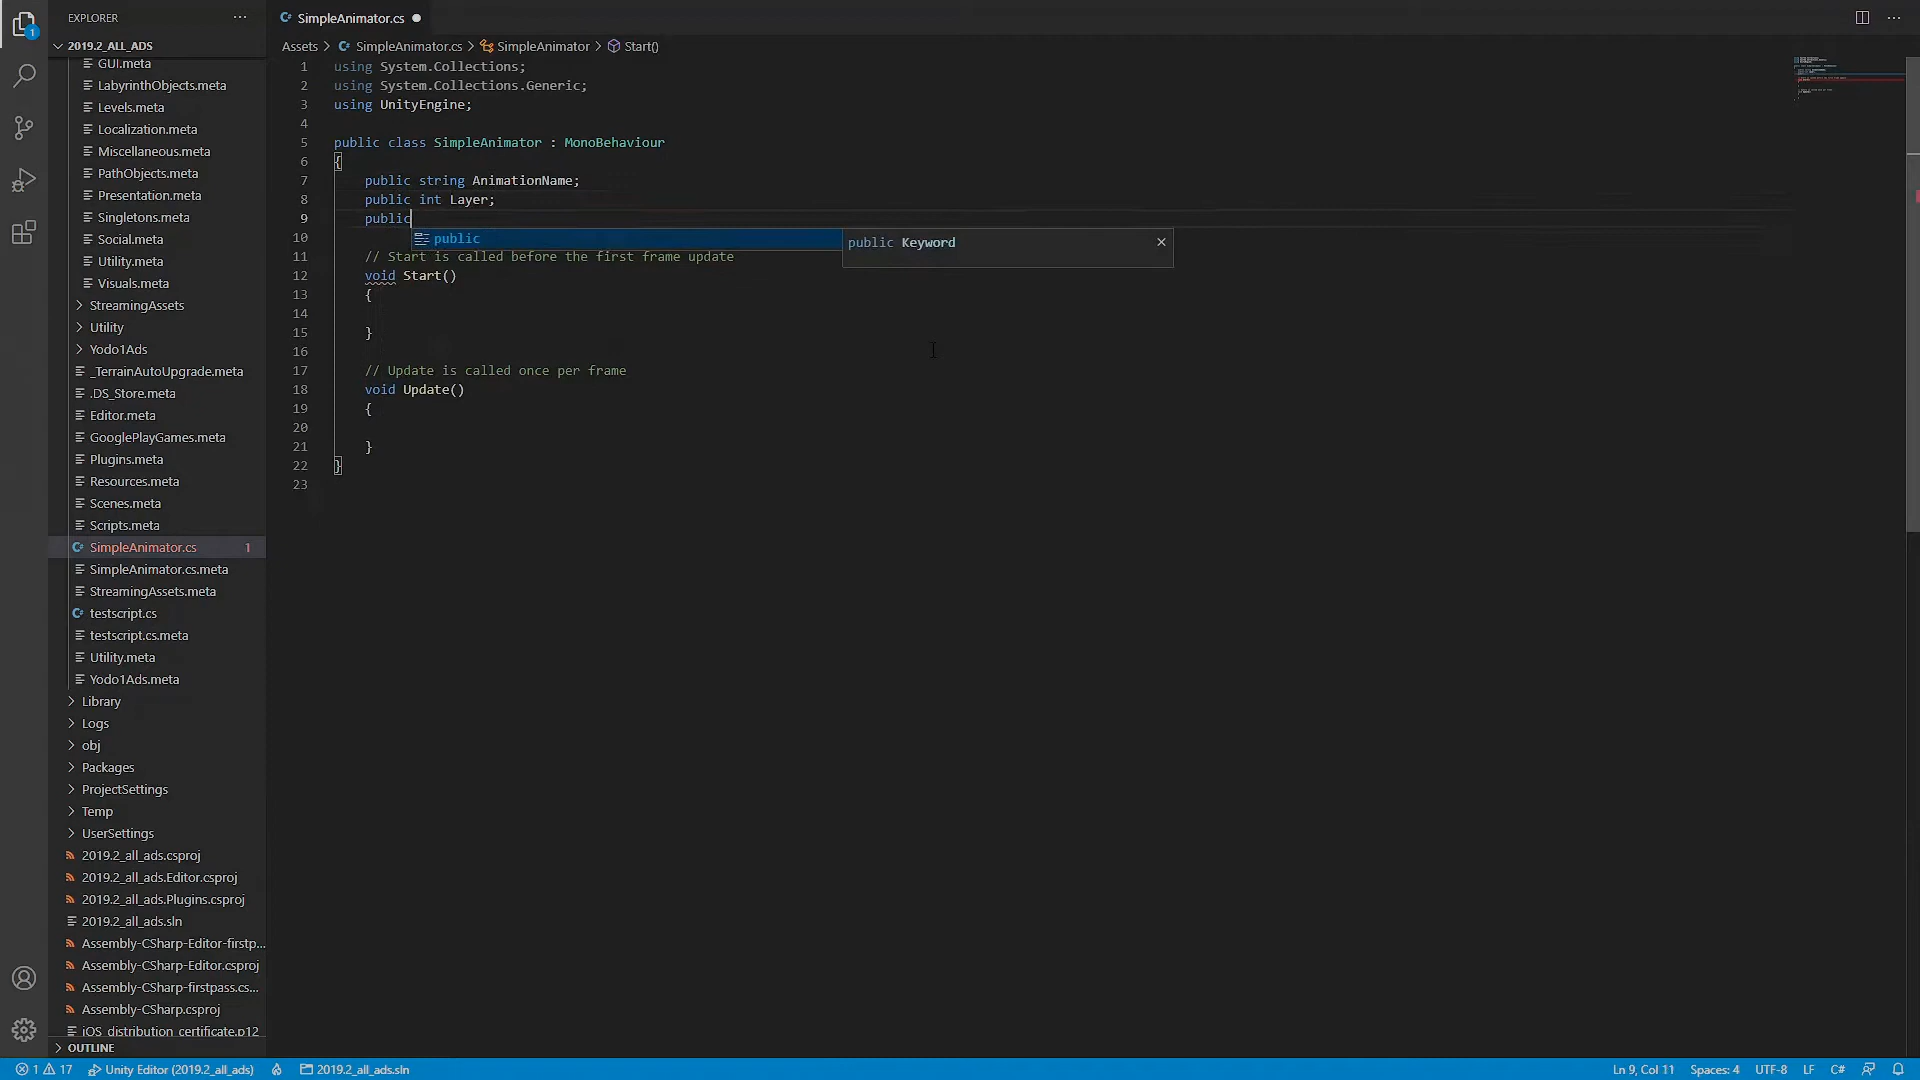 EXPLORER
SimpleAnimator.cs
1
2019.2_ALL_ADS
Assets > SimpleAnimator.cs > SimpleAnimator > Start()
GUI.meta
LabyrinthObjects.meta
Levels.meta
Localization.meta
Miscellaneous.meta
PathObjects.meta
Presentation.meta
Singletons.meta
Social.meta
Utility.meta
Visuals.meta
StreamingAssets
Utility
Yodo1Ads
_TerrainAutoUpgrade.meta
.DS_Store.meta
Editor.meta
GooglePlayGames.meta
Plugins.meta
Resources.meta
Scenes.meta
Scripts.meta
SimpleAnimator.cs 1
SimpleAnimator.cs.meta
StreamingAssets.meta
testscript.cs
testscript.cs.meta
Utility.meta
Yodo1Ads.meta
Library
Logs
obj
Packages
ProjectSettings
Temp
UserSettings
2019.2_all_ads.csproj
2019.2_all_ads.Editor.csproj
2019.2_all_ads.Plugins.csproj
2019.2_all_ads.sln
Assembly-CSharp-Editor-firstp...
Assembly-CSharp-Editor.csproj
Assembly-CSharp-firstpass.cs...
Assembly-CSharp.csproj
iOS_distribution_certificate.p12
OUTLINE
1 using System.Collections;
2 using System.Collections.Generic;
3 using UnityEngine;
4
5 public class SimpleAnimator : MonoBehaviour
6 {
7 public string AnimationName;
8 public int Layer;
9 public
10
public
public Keyword
11 // Start is called before the first frame update
12 void Start()
13 {
14
15 }
16
17 // Update is called once per frame
18 void Update()
19 {
20
21 }
22 }
23
1 17 Unity Editor (2019.2_all_ads) 2019.2_all_ads.sln Ln 9, Col 11 Spaces: 4 UTF-8 LF C#